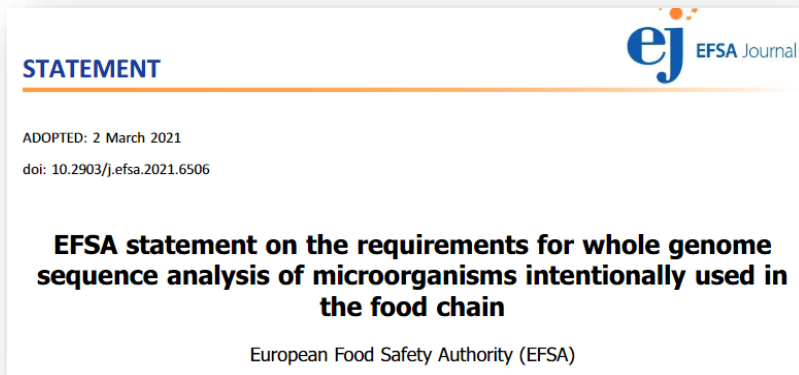 ej EFSA Journal
STATEMENT
ADOPTED: 2 March 2021
doi: 10.2903/j.efsa.2021.6506
EFSA statement on the requirements for whole genome
sequence analysis of microorganisms intentionally used in
the food chain
European Food Safety Authority (EFSA)